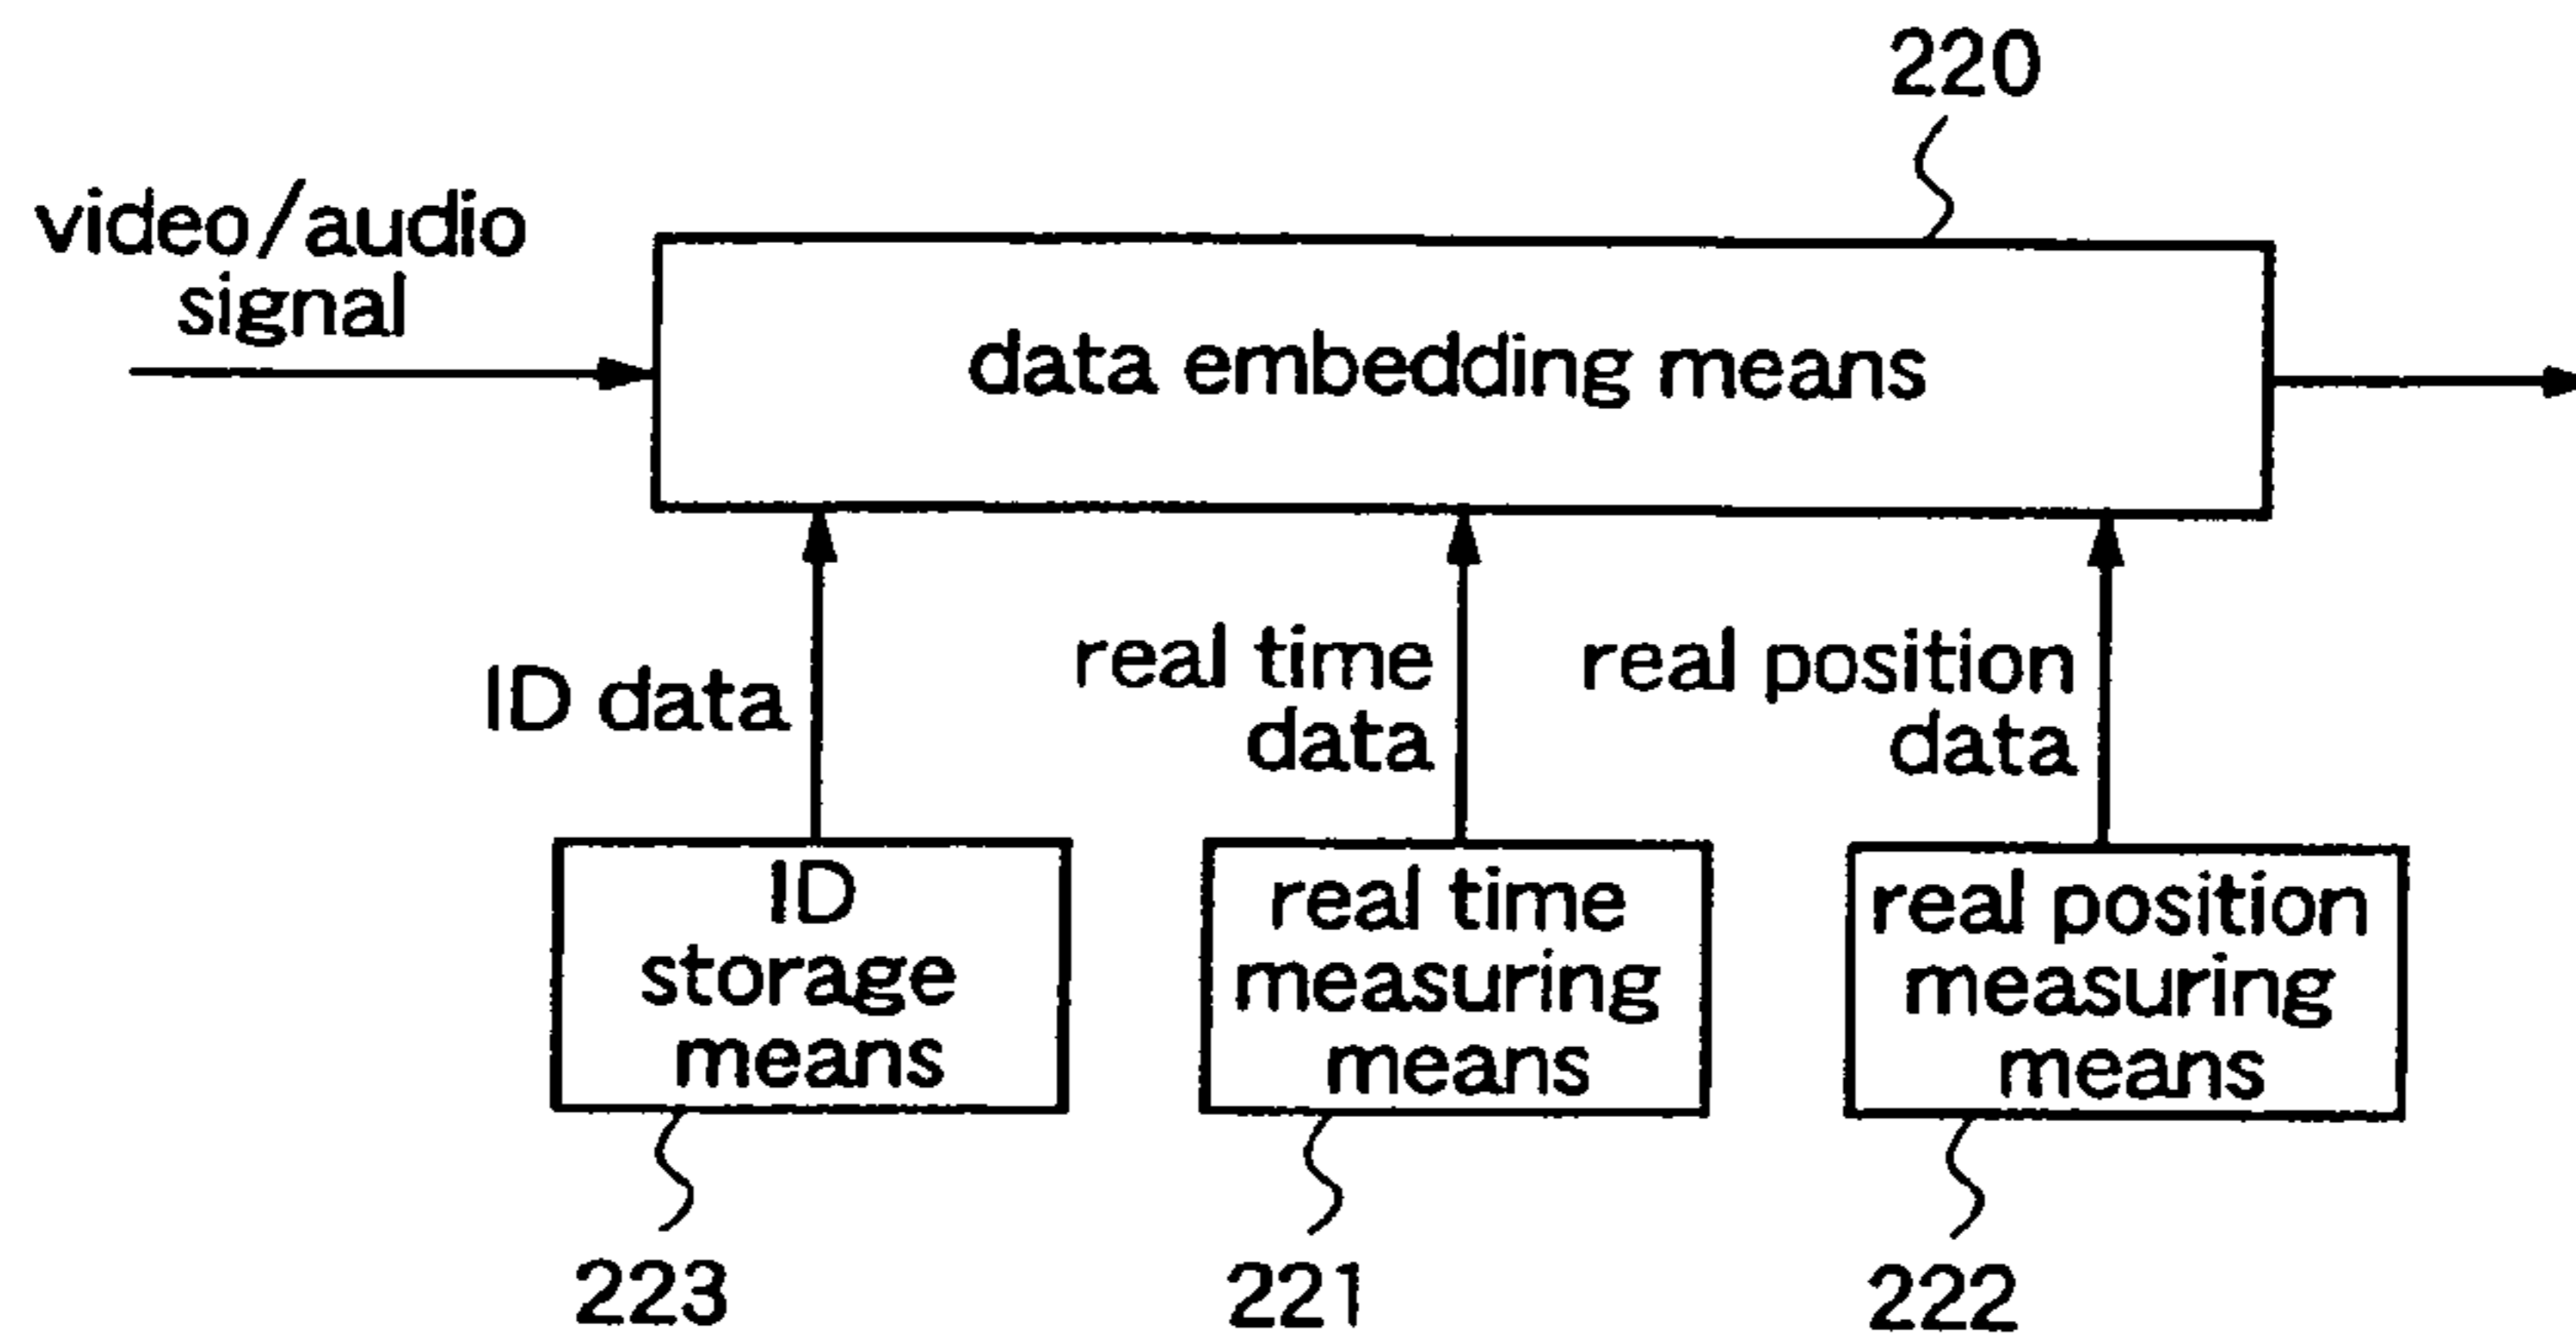 220
video/audio
signal
data embedding means
ID data
real time
data
real position
data
ID
storage
means
real time
measuring
means
real position
measuring
means
223
221
222